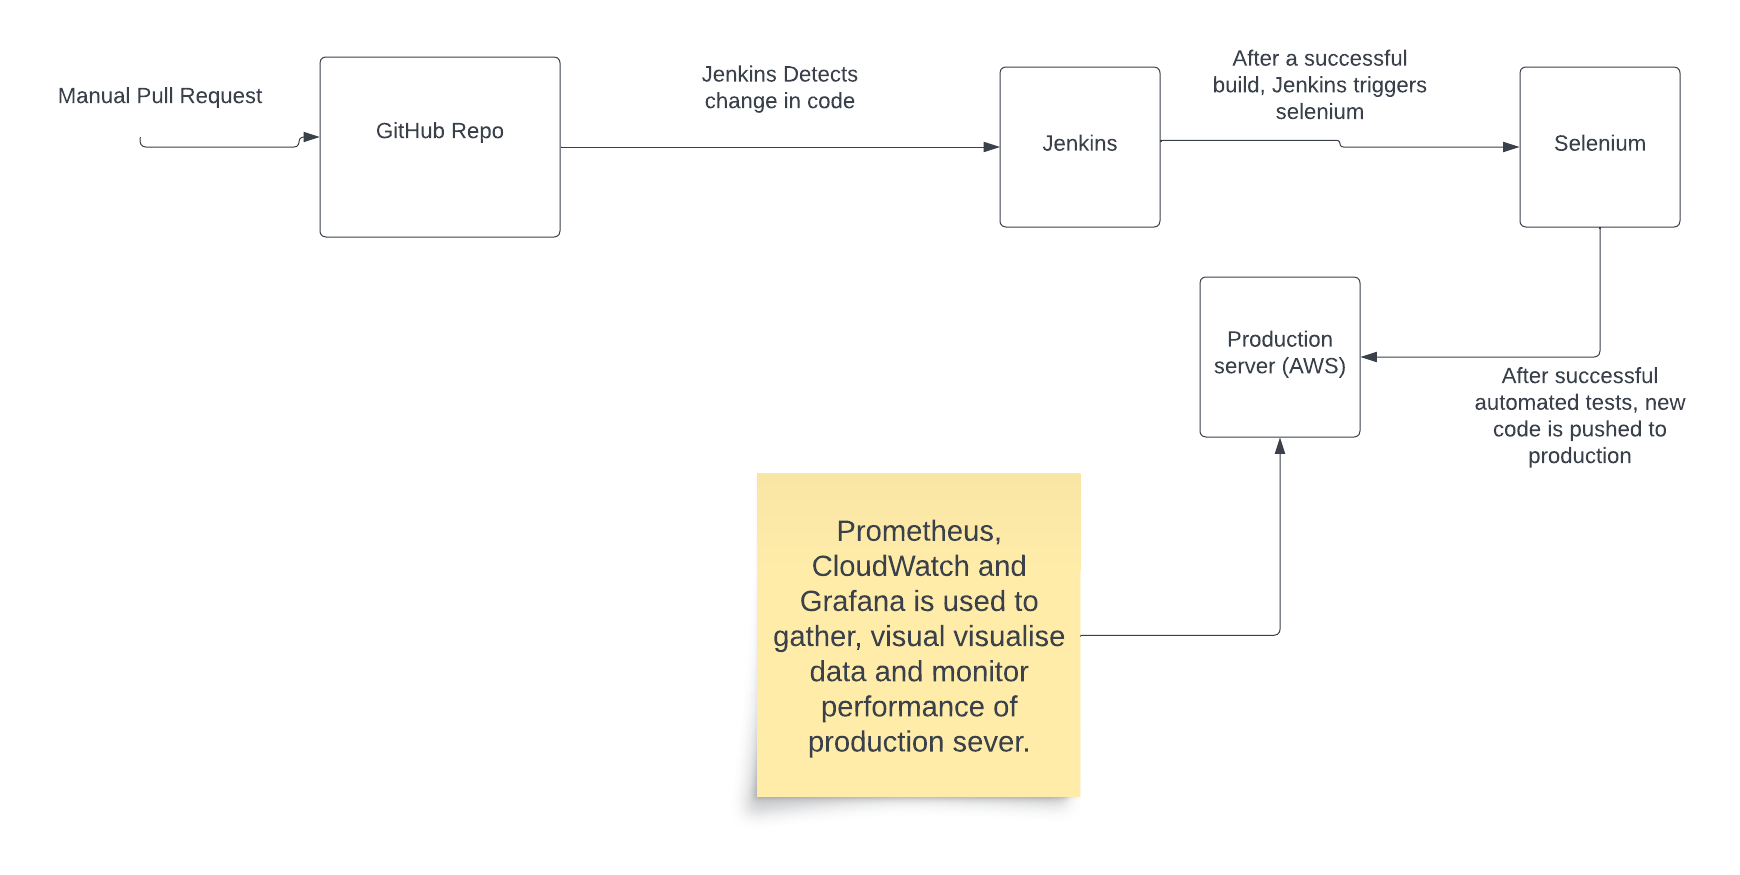 Manual Pull Request
GitHub Repo
Jenkins Detects
change in code
Jenkins
After a successful
build, Jenkins triggers
selenium
Selenium
Production
server (AWS)
After successful
automated tests, new
code is pushed to
production
Prometheus,
CloudWatch and
Grafana is used to
gather, visual visualise
data and monitor
performance of
production sever.